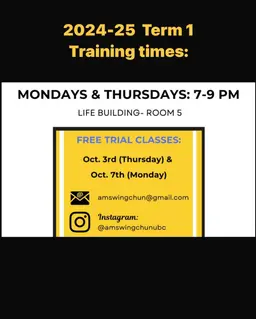 2024-25 Term 1
Training times:
MONDAYS & THURSDAYS: 7-9 PM
LIFE BUILDING- ROOM 5
FREE TRIAL CLASSES:
Oct. 3rd (Thursday) &
Oct. 7th (Monday)
amswingchun@gmail.com
Instagram:
@amswingchunubc